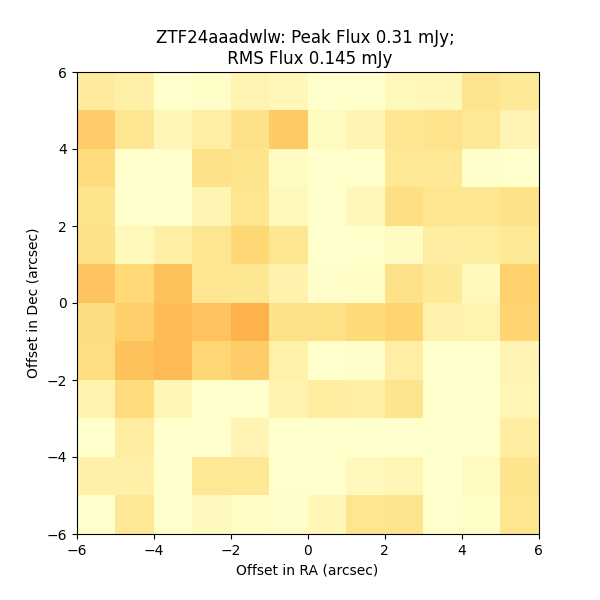 ZTF24aaadwlw: Peak Flux 0.31 mJy;
RMS Flux 0.145 mJy
6
4
2
0
−2
−4
−6
Offset in Dec (arcsec)
−6 −4 −2 0 2 4 6
Offset in RA (arcsec)